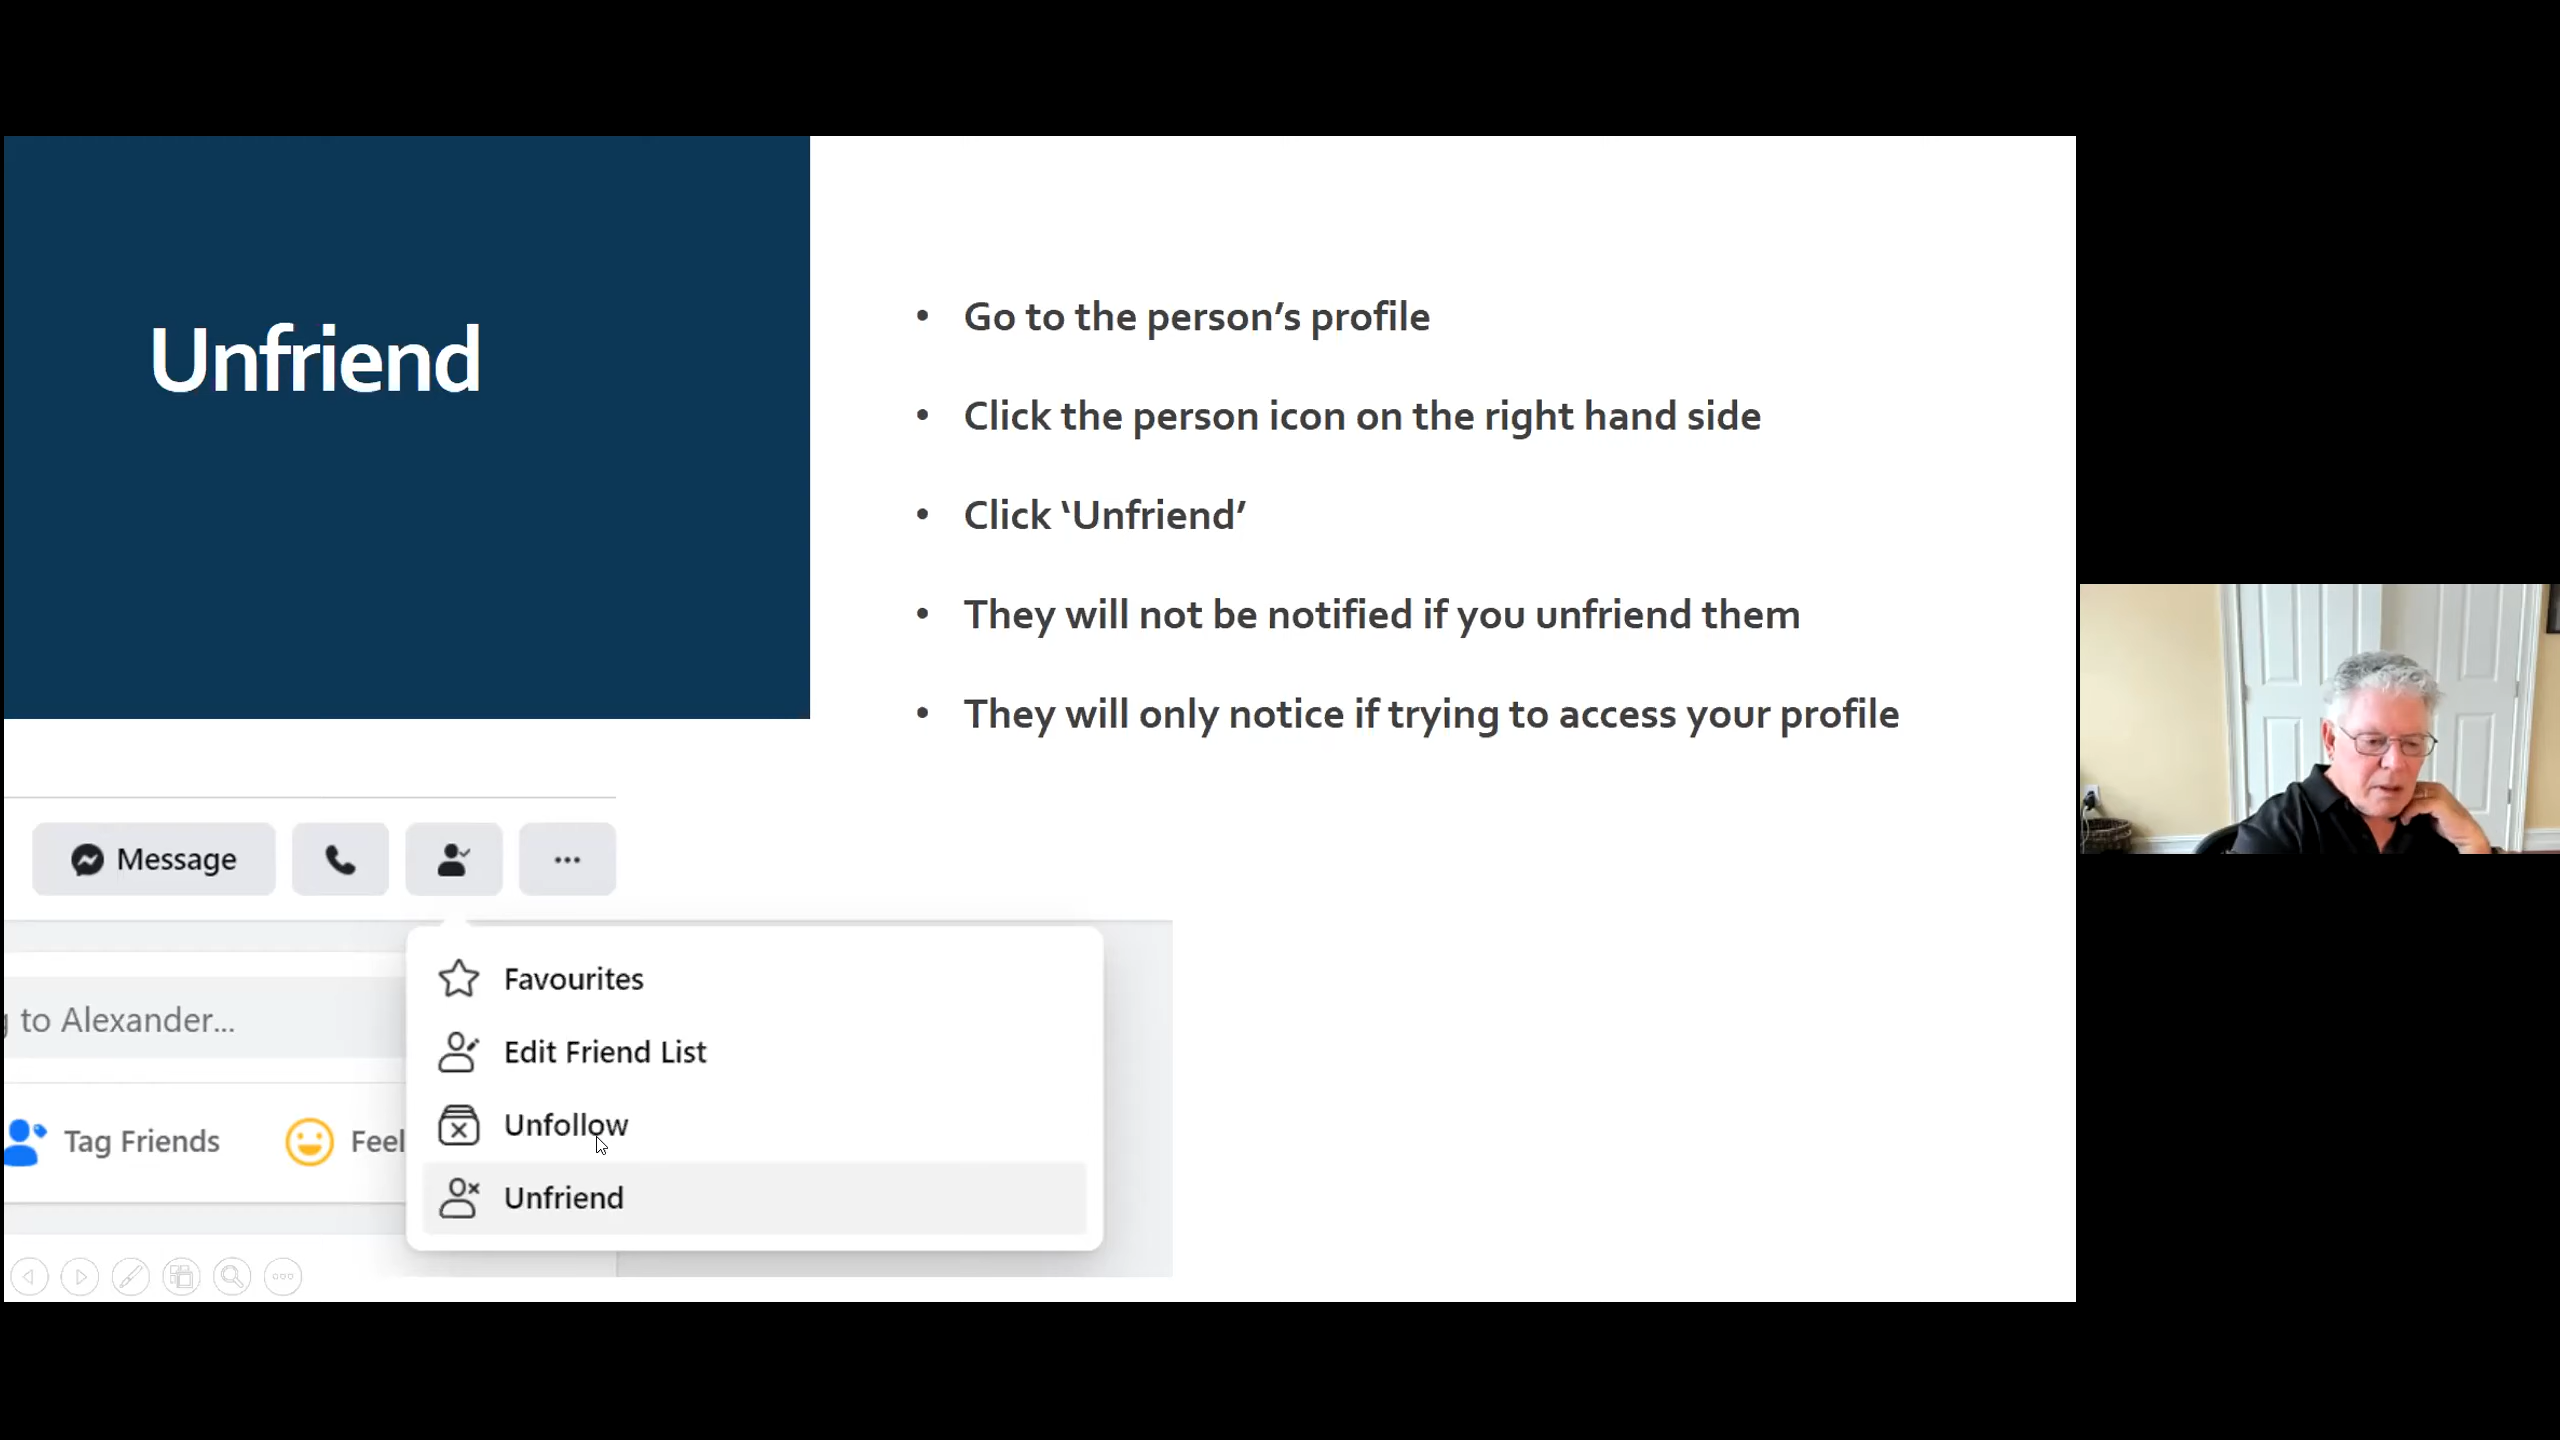 Unfriend
• Go to the person’s profile
• Click the person icon on the right hand side
• Click ‘Unfriend’
• They will not be notified if you unfriend them
• They will only notice if trying to access your profile
Message
Favourites
to Alexander...
Edit Friend List
Unfollow
Tag Friends
Feel
Unfriend